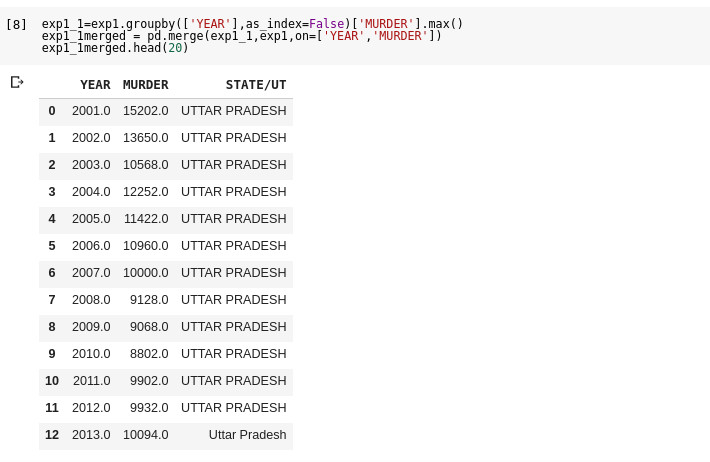 [8] exp1_1=exp1.groupby(['YEAR'],as_index=False)['MURDER'].max()
exp1_1merged = pd.merge(exp1_1,exp1,on=['YEAR','MURDER'])
exp1_1merged.head(20)
YEAR MURDER STATE/UT
0 2001.0 15202.0 UTTAR PRADESH
1 2002.0 13650.0 UTTAR PRADESH
2 2003.0 10568.0 UTTAR PRADESH
3 2004.0 12252.0 UTTAR PRADESH
4 2005.0 11422.0 UTTAR PRADESH
5 2006.0 10960.0 UTTAR PRADESH
6 2007.0 10000.0 UTTAR PRADESH
7 2008.0 9128.0 UTTAR PRADESH
8 2009.0 9068.0 UTTAR PRADESH
9 2010.0 8802.0 UTTAR PRADESH
10 2011.0 9902.0 UTTAR PRADESH
11 2012.0 9932.0 UTTAR PRADESH
12 2013.0 10094.0 Uttar Pradesh